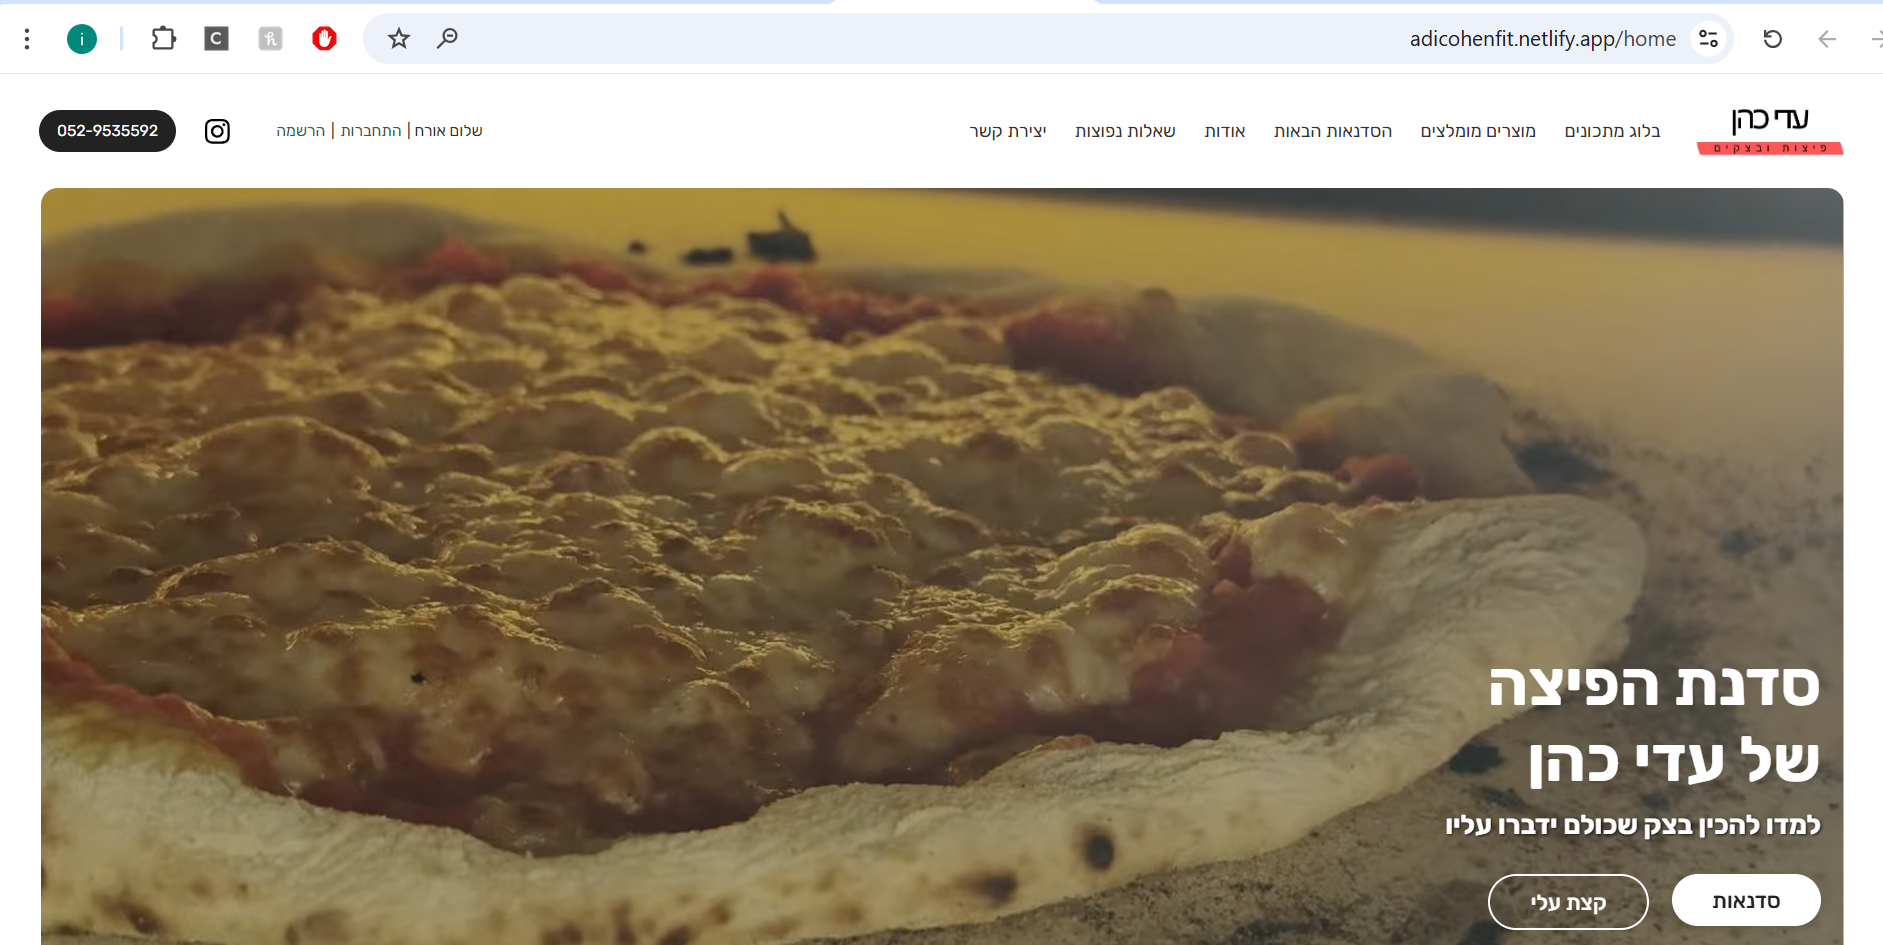 adicohenfit.netlify.app/home
עדי כהן
פיצות ובצקים
בלוג מתכונים
מוצרים מומלצים
הסדנאות הבאות
אודות
שאלות נפוצות
יצירת קשר
שלום אורח | התחברות | הרשמה
052-9535592
סדנת הפיצה
של עדי כהן
למדו להכין בצק שכולם ידברו עליו
סדנאות
קצת עלי
i
C
h